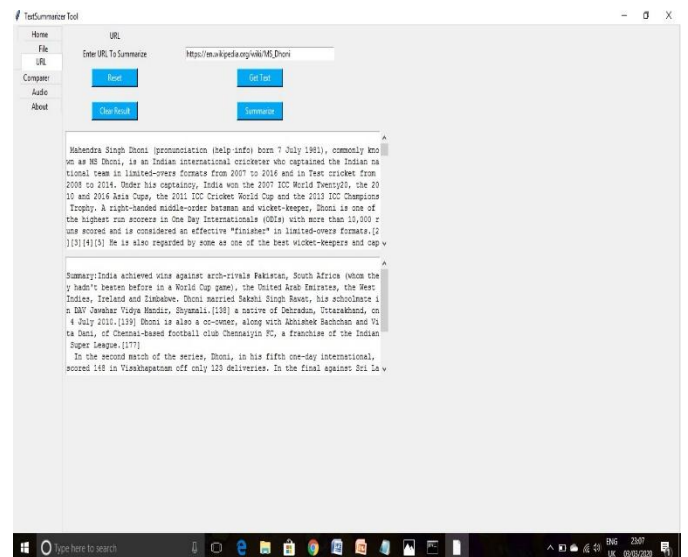 TextSummarizer Tool
Home
File
URL
Comparer
Audio
About
URL
Enter URL To Summarize
https://en.wikipedia.org/wiki/MS_Dhoni
Reset
Get Text
Clear Result
Summarize
Mahendra Singh Dhoni (pronunciation (help·info) born 7 July 1981), commonly kno
wn as MS Dhoni, is an Indian international cricketer who captained the Indian na
tional team in limited-overs formats from 2007 to 2016 and in Test cricket from
2008 to 2014. Under his captaincy, India won the 2007 ICC World Twenty20, the 20
10 and 2016 Asia Cups, the 2011 ICC Cricket World Cup and the 2013 ICC Champions
Trophy. A right-handed middle-order batsman and wicket-keeper, Dhoni is one of
the highest run scorers in One Day Internationals (ODIs) with more than 10,000 r
uns scored and is considered an effective "finisher" in limited-overs formats.[2
][3][4][5] He is also regarded by some as one of the best wicket-keepers and cap
Summary:India achieved wins against arch-rivals Pakistan, South Africa (whom the
y hadn't beaten before in a World Cup game), the United Arab Emirates, the West
Indies, Ireland and Zimbabwe. Dhoni married Sakshi Singh Rawat, his schoolmate i
n DAV Jawahar Vidya Mandir, Shyamali.[138] a native of Dehradun, Uttarakhand, on
4 July 2010.[139] Dhoni is also a co-owner, along with Abhishek Bachchan and Vi
ta Dani, of Chennai-based football club Chennaiyin FC, a franchise of the Indian
Super League.[177]
In the second match of the series, Dhoni, in his fifth one-day international,
scored 148 in Visakhapatnam off only 123 deliveries. In the final against Sri La
Type here to search
ENG
23:07
UK
03/03/2020